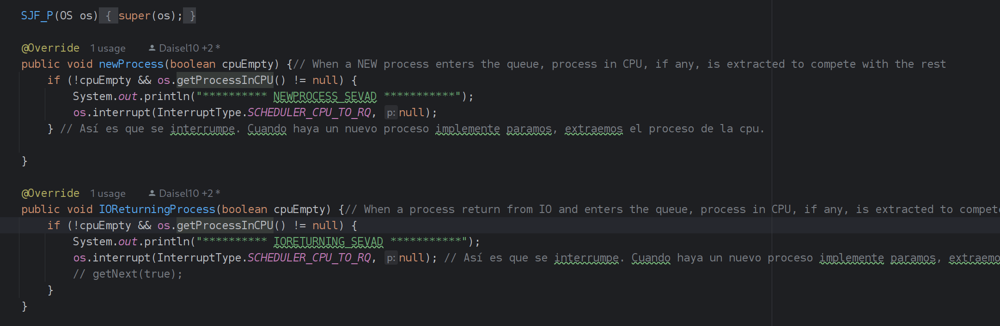 SJF_P(OS os) { super(os); }
@Override 1 usage Daisel10 +2 *
public void newProcess(boolean cpuEmpty) {// When a NEW process enters the queue, process in CPU, if any, is extracted to compete with the rest
if (!cpuEmpty && os.getProcessInCPU() != null) {
System.out.println("********** NEWPROCESS_SEVAD ***********");
os.interrupt(InterruptType.SCHEDULER_CPU_TO_RQ, p: null);
} // Así es que se interrumpe. Cuando haya un nuevo proceso implemente paramos, extraemos el proceso de la cpu.
}
@Override 1 usage Daisel10 +2 *
public void IOReturningProcess(boolean cpuEmpty) {// When a process return from IO and enters the queue, process in CPU, if any, is extracted to compet
if (!cpuEmpty && os.getProcessInCPU() != null) {
System.out.println("********** IORETURNING_SEVAD ***********");
os.interrupt(InterruptType.SCHEDULER_CPU_TO_RQ, p: null); // Así es que se interrumpe. Cuando haya un nuevo proceso implemente paramos, extraemo
// getNext(true);
}
}